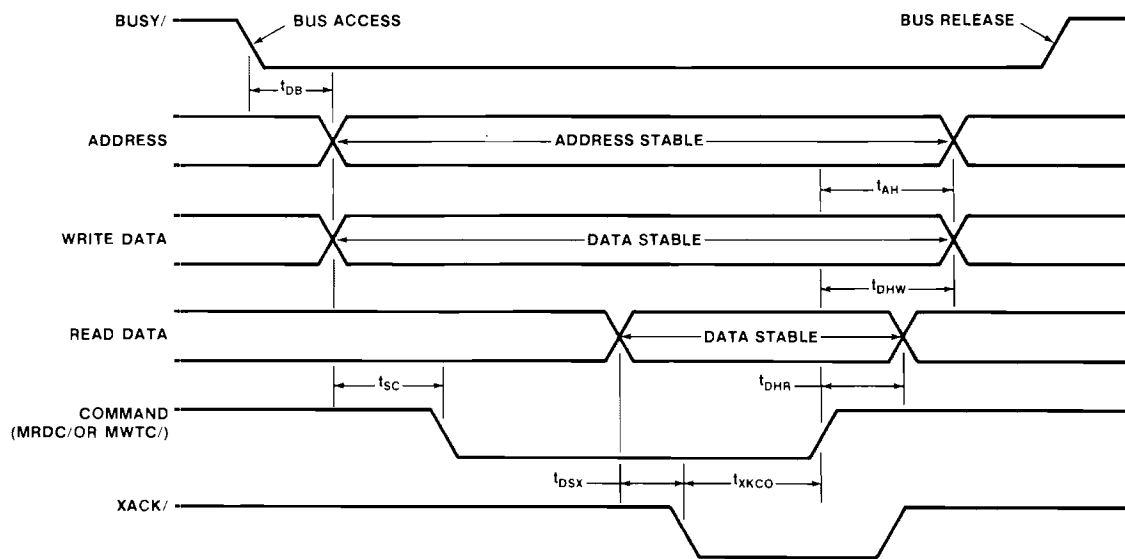 BUSY/
BUS ACCESS
BUS RELEASE
tDB
ADDRESS
ADDRESS STABLE
tAH
WRITE DATA
DATA STABLE
tDHW
READ DATA
DATA STABLE
tSC
tDHR
COMMAND
(MRDC/OR MWTC/)
tDSX
tXKCO
XACK/